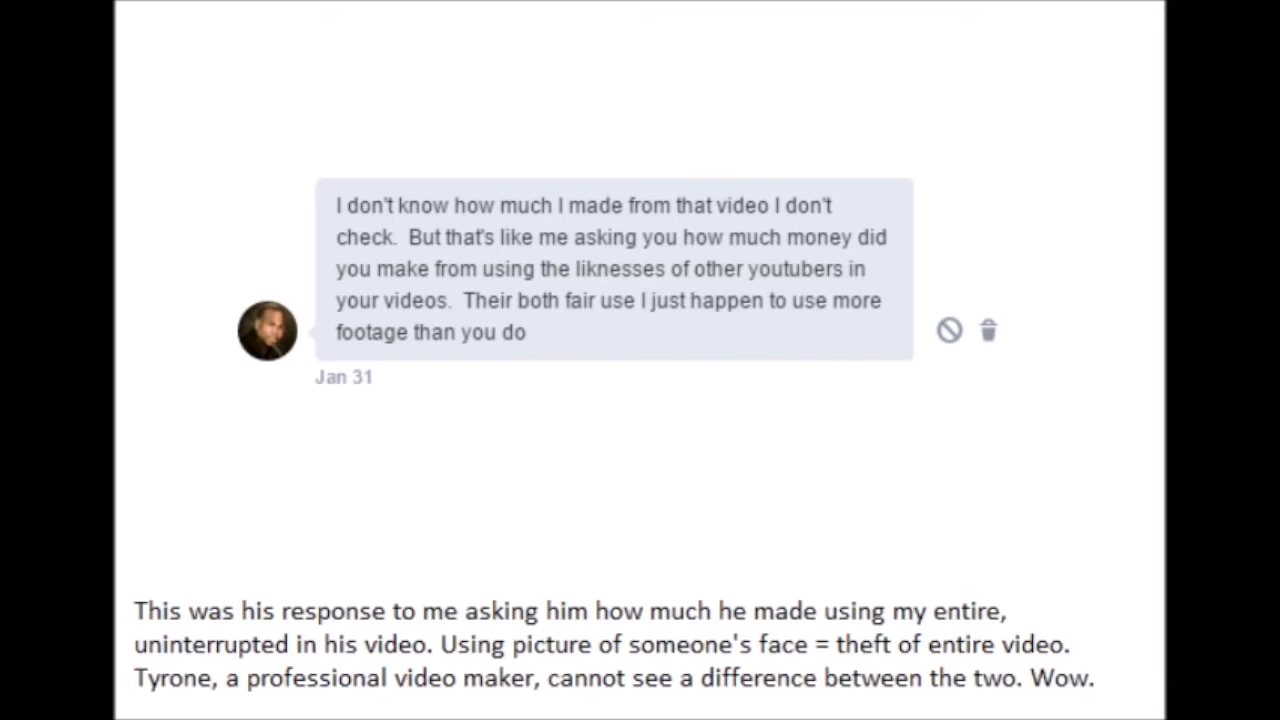 I don't know how much I made from that video I don't
check.  But that's like me asking you how much money did
you make from using the liknesses of other youtubers in
your videos.  Their both fair use I just happen to use more
footage than you do
Jan 31
This was his response to me asking him how much he made using my entire,
uninterrupted in his video. Using picture of someone's face = theft of entire video.
Tyrone, a professional video maker, cannot see a difference between the two. Wow.